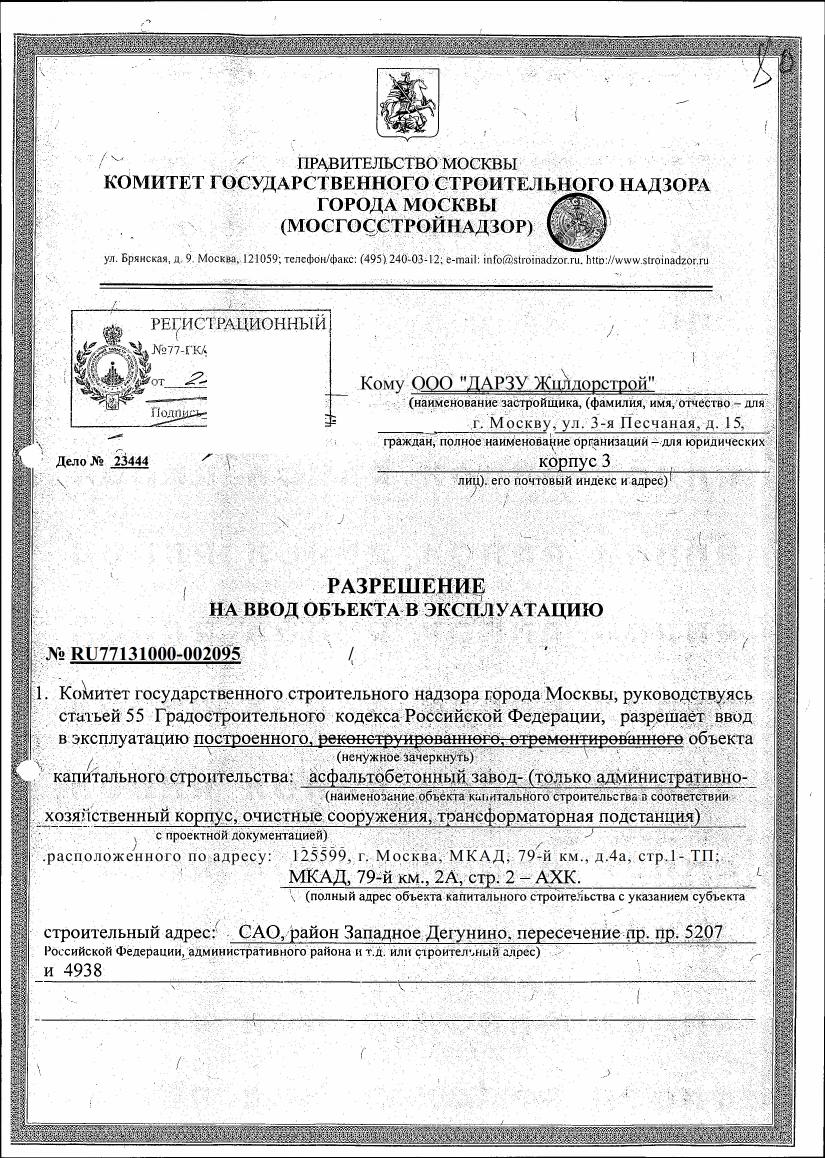 80
ПРАВИТЕЛЬСТВО МОСКВЫ
КОМИТЕТ ГОСУДАРСТВЕННОГО СТРОИТЕЛЬНОГО НАДЗОРА
ГОРОДА МОСКВЫ
(МОСГОССТРОЙНАДЗОР)
ул. Брянская, д. 9. Москва, 121059; телефон/факс: (495) 240-03-12; e-mail: info@stroinadzor.ru, http://www.stroinadzor.ru
РЕГИСТРАЦИОННЫЙ
№77-ГК
от 2
Подпись
Кому ООО "ДАРЗУ Жилдорстрой"
(наименование застройщика, (фамилия, имя, отчество – для
г. Москву, ул. 3-я Песчаная, д. 15,
граждан, полное наименование организации – для юридических
Дело № 23444
корпус 3
лиц). его почтовый индекс и адрес)
РАЗРЕШЕНИЕ
НА ВВОД ОБЪЕКТА В ЭКСПЛУАТАЦИЮ
№ RU77131000-002095
1. Комитет государственного строительного надзора города Москвы, руководствуясь
статьей 55 Градостроительного кодекса Российской Федерации, разрешает ввод
в эксплуатацию построенного, реконструированного, отремонтированного объекта
(ненужное зачеркнуть)
капитального строительства: асфальтобетонный завод- (только административно-
(наименование объекта капитального строительства в соответствии
хозяйственный корпус, очистные сооружения, трансформаторная подстанция)
с проектной документацией)
.расположенного по адресу: 125599, г. Москва, МКАД, 79-й км., д.4а, стр.1- ТП;
МКАД, 79-й км., 2А, стр. 2 – АХК.
(полный адрес объекта капитального строительства с указанием субъекта
строительный адрес: САО, район Западное Дегунино, пересечение пр. пр. 5207
Российской Федерации, административного района и т.д. или строительный адрес)
и 4938